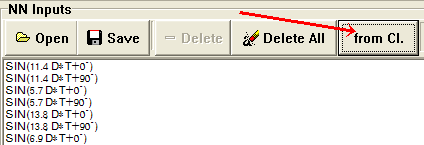 NN Inputs
Open Save Delete Delete All from Cl.
SIN(11.4 D*T+0°)
SIN(11.4 D*T+90°)
SIN(5.7 D*T+0°)
SIN(5.7 D*T+90°)
SIN(13.8 D*T+0°)
SIN(13.8 D*T+90°)
SIN(6.9 D*T+0°)